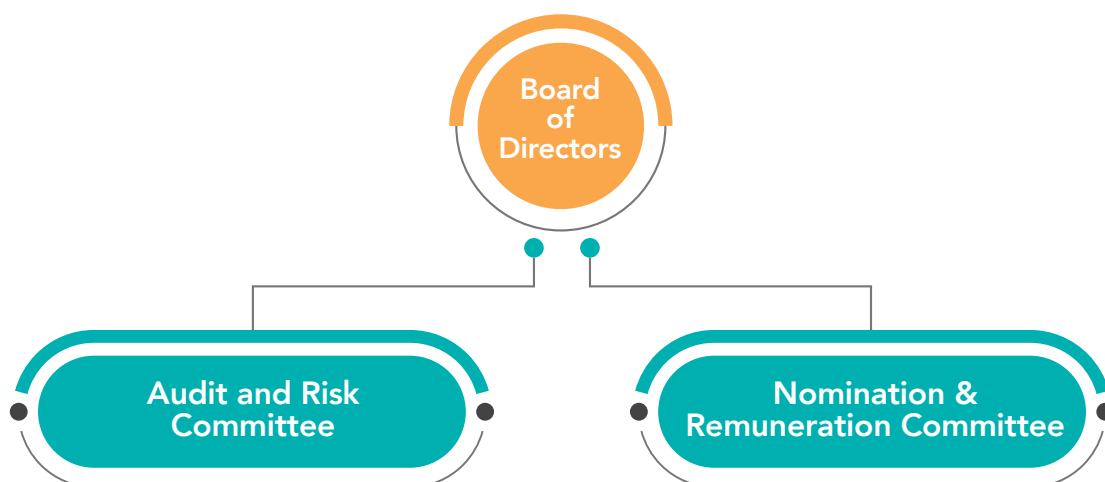 Board
of
Directors
Audit and Risk
Committee
Nomination &
Remuneration Committee